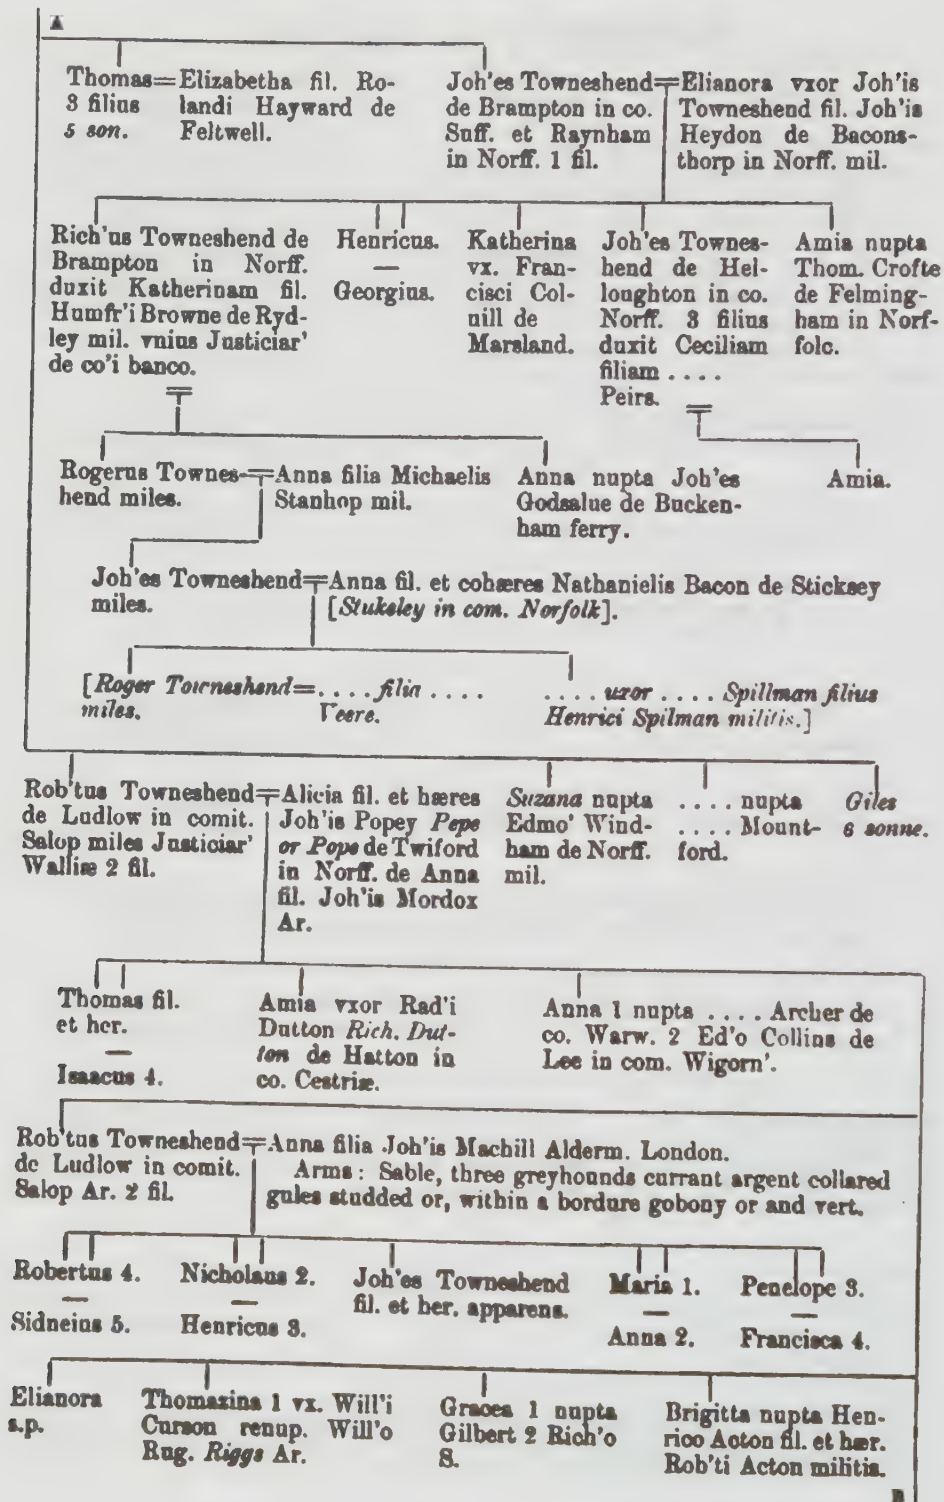 A
Thomas=
3 filius
5 son.
Elizabetha fil. Ro-
landi Hayward de
Feltwell.
Joh'es Towneshend=
de Brampton in co.
Suff. et Raynham
in Norff. 1 fil.
Elianora vxor Joh'is
Towneshend fil. Joh'is
Heydon de Bacons-
thorp in Norff. mil.
Rich'us Towneshend de
Brampton in Norff.
duxit Katherinam fil.
Humfr'i Browne de Ryd-
ley mil. vnius Justiciar'
de co'i banco.
Henricus.
—
Georgius.
Katherina
vx. Fran-
cisci Col-
uill de
Marsland.
Joh'es Townes-
hend de Hel-
loughton in co.
Norff. 3 filius
duxit Ceciliam
filiam . . . .
Peirs.
Amia nupta
Thom. Crofte
de Felming-
ham in Norf-
folc.
Rogerus Townes-=
hend miles.
Anna filia Michaelis
Stanhop mil.
Anna nupta Joh'es
Godsalue de Bucken-
ham ferry.
Amia.
Joh'es Towneshend=
miles.
Anna fil. et cohæres Nathanielis Bacon de Sticksey
[Stukeley in com. Norfolk].
[Roger Towneshend=
miles.
. . . . filia . . . .
Veere.
. . . . uxor . . . . Spillman filius
Henrici Spilman militis.]
Rob'tus Towneshend=
de Ludlow in comit.
Salop miles Justiciar'
Walliæ 2 fil.
Alicia fil. et hæres
Joh'is Popey Pepe
or Pope de Twiford
in Norff. de Anna
fil. Joh'is Mordox
Ar.
Suzana nupta
Edmo' Wind-
ham de Norff.
mil.
. . . . nupta
. . . . Mount-
ford.
Giles
6 sonne.
Thomas fil.
et her.
—
Isaacus 4.
Amia vxor Rad'i
Dutton Rich. Dut-
ton de Hatton in
co. Cestriæ.
Anna 1 nupta . . . . Archer de
co. Warw. 2 Ed'o Collins de
Lee in com. Wigorn'.
Rob'tus Towneshend=
de Ludlow in comit.
Salop Ar. 2 fil.
Anna filia Joh'is Machill Alderm. London.
Arms: Sable, three greyhounds currant argent collared
gules studded or, within a bordure gobony or and vert.
Robertus 4.
—
Sidneius 5.
Nicholaus 2.
—
Henricus 3.
Joh'es Towneshend
fil. et her. apparens.
Maria 1.
—
Anna 2.
Penelope 3.
—
Francisca 4.
Elianora
s.p.
Thomazina 1 vx. Will'i
Curson renup. Will'o
Rug. Riggs Ar.
Gracea 1 nupta
Gilbert 2 Rich'o
S.
Brigitta nupta Hen-
rico Acton fil. et hær.
Rob'ti Acton militis.